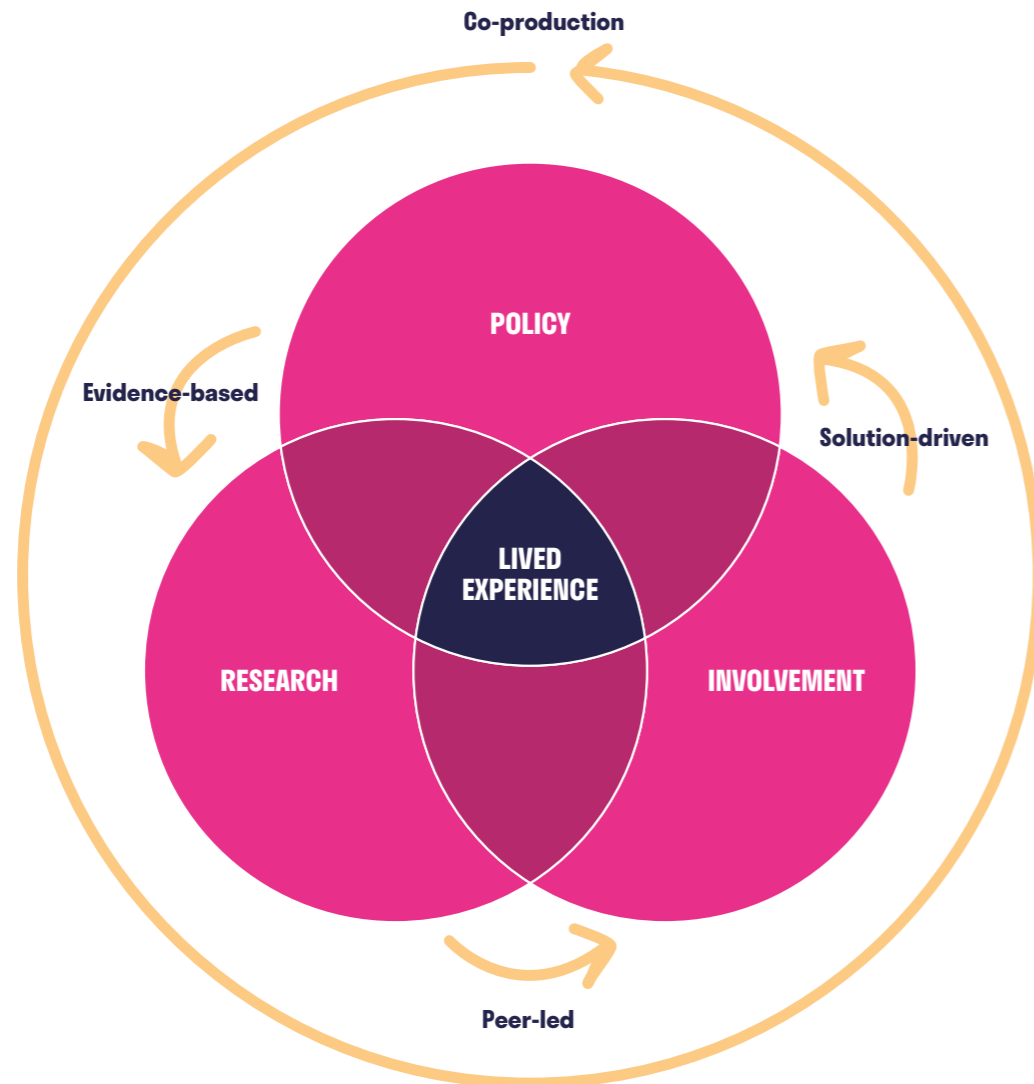 Co-production
POLICY
Evidence-based
Solution-driven
LIVED
EXPERIENCE
RESEARCH
INVOLVEMENT
Peer-led